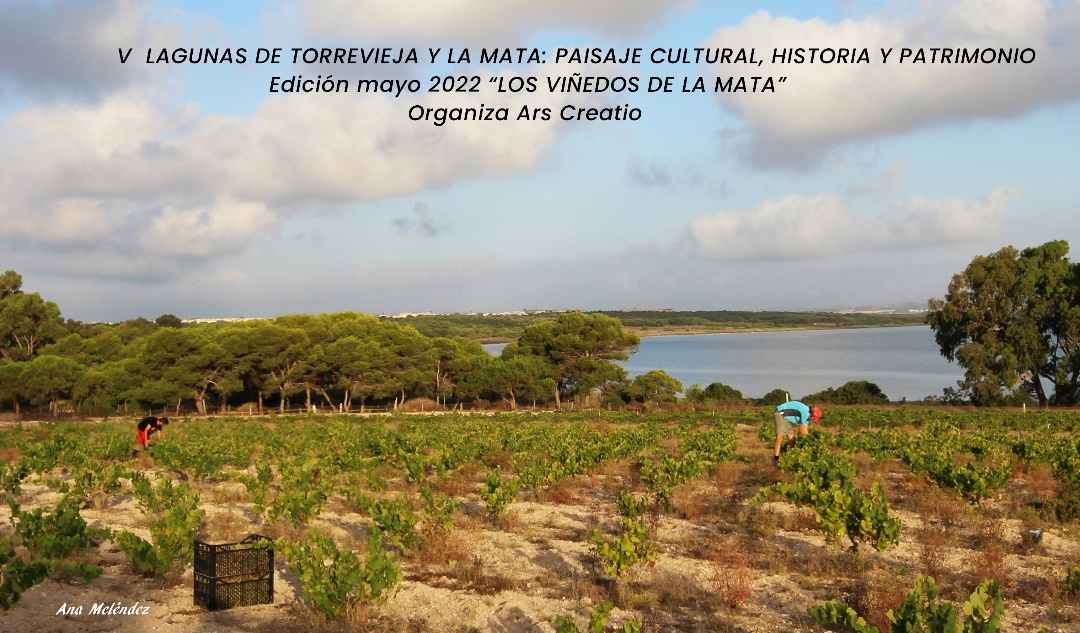 V LAGUNAS DE TORREVIEJA Y LA MATA: PAISAJE CULTURAL, HISTORIA Y PATRIMONIO
Edición mayo 2022 “LOS VIÑEDOS DE LA MATA”
Organiza Ars Creatio
Ana Meléndez